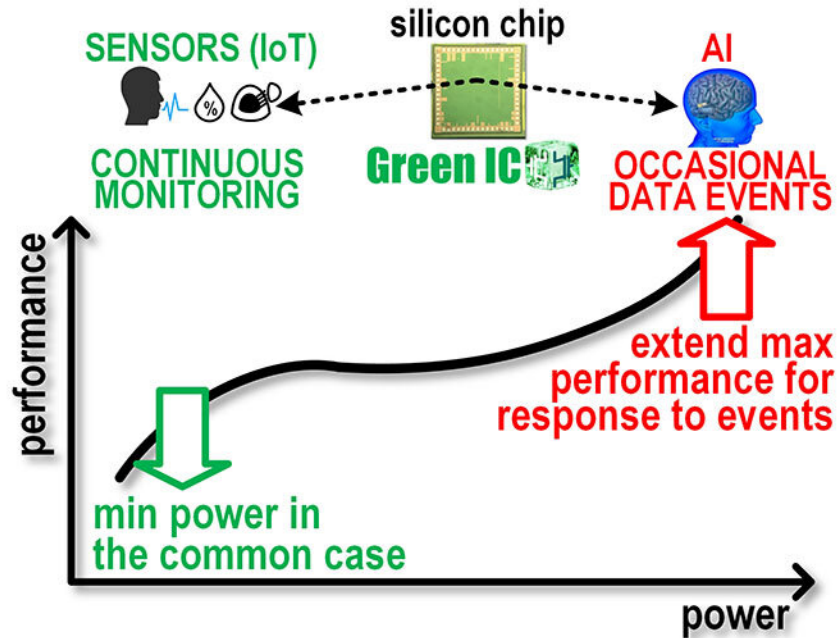 silicon chip
SENSORS (IoT)
AI
%
CONTINUOUS
MONITORING
Green IC
OCCASIONAL
DATA EVENTS
performance
extend max
performance for
response to events
min power in
the common case
power